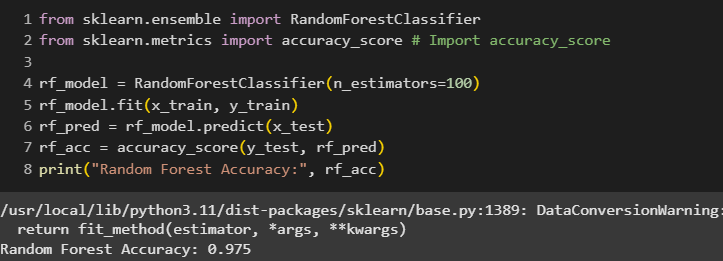 1 from sklearn.ensemble import RandomForestClassifier
2 from sklearn.metrics import accuracy_score # Import accuracy_score
3
4 rf_model = RandomForestClassifier(n_estimators=100)
5 rf_model.fit(x_train, y_train)
6 rf_pred = rf_model.predict(x_test)
7 rf_acc = accuracy_score(y_test, rf_pred)
8 print("Random Forest Accuracy:", rf_acc)
/usr/local/lib/python3.11/dist-packages/sklearn/base.py:1389: DataConversionWarning:
  return fit_method(estimator, *args, **kwargs)
Random Forest Accuracy: 0.975